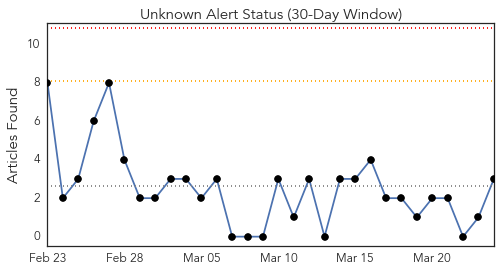 Unknown Alert Status (30-Day Window)
10
8
6
4
2
0
Articles Found
Feb 23
Feb 28
Mar 05
Mar 10
Mar 15
Mar 20